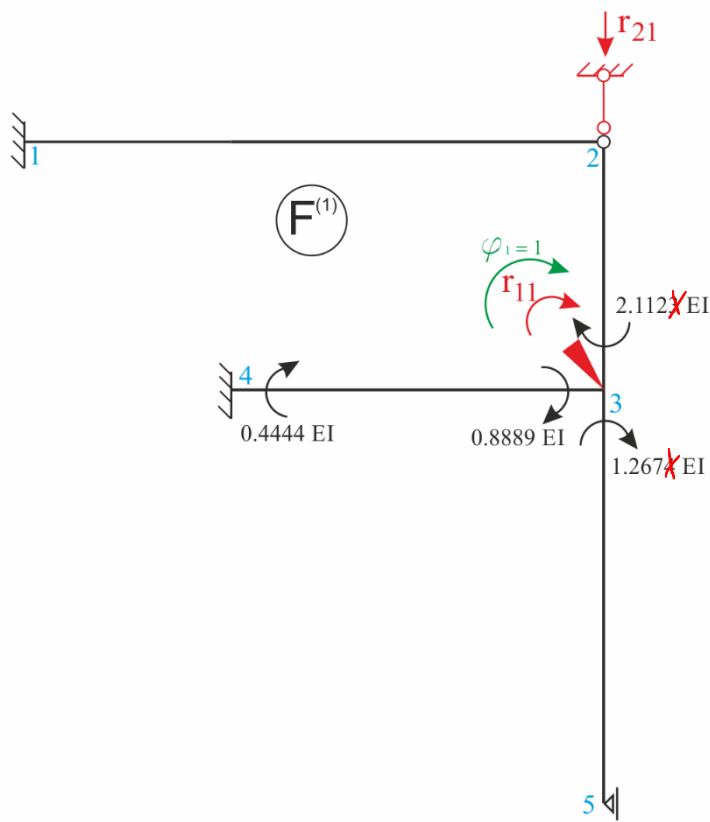 r21
1
2
F(1)
φ1 = 1
r11
2.1123 EI
4
3
0.4444 EI
0.8889 EI
1.2674 EI
5